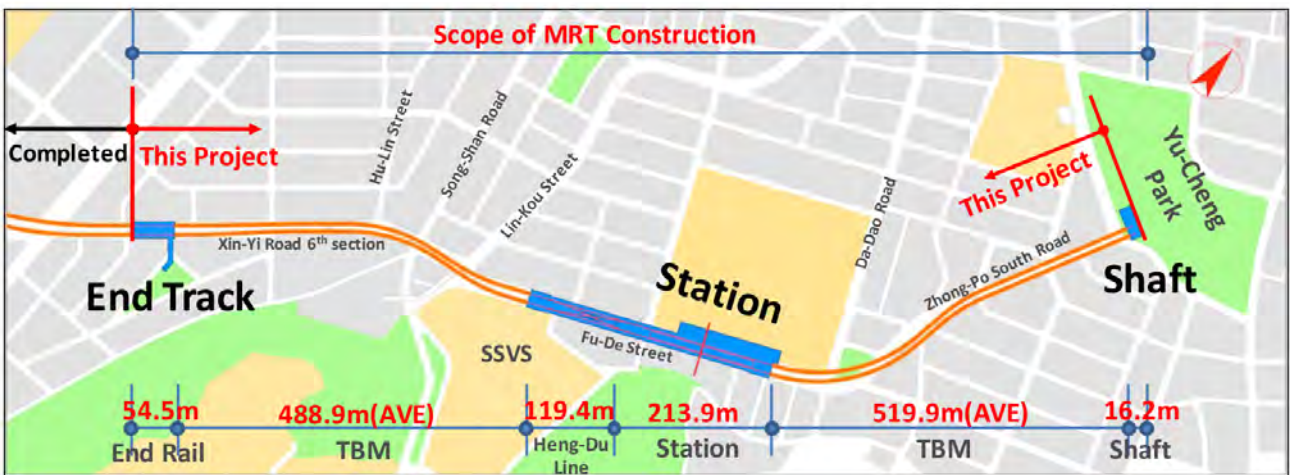 Scope of MRT Construction
Completed
This Project
Hu-Lin Street
Song-Shan Road
Lin-Kou Street
Da-Dao Road
This Project
Yu-Cheng
Park
Xin-Yi Road 6th section
Zhong-Po South Road
End Track
Station
Shaft
Fu-De Street
SSVS
54.5m
488.9m(AVE)
119.4m
213.9m
519.9m(AVE)
16.2m
End Rail
TBM
Heng-Du
Line
Station
TBM
Shaft